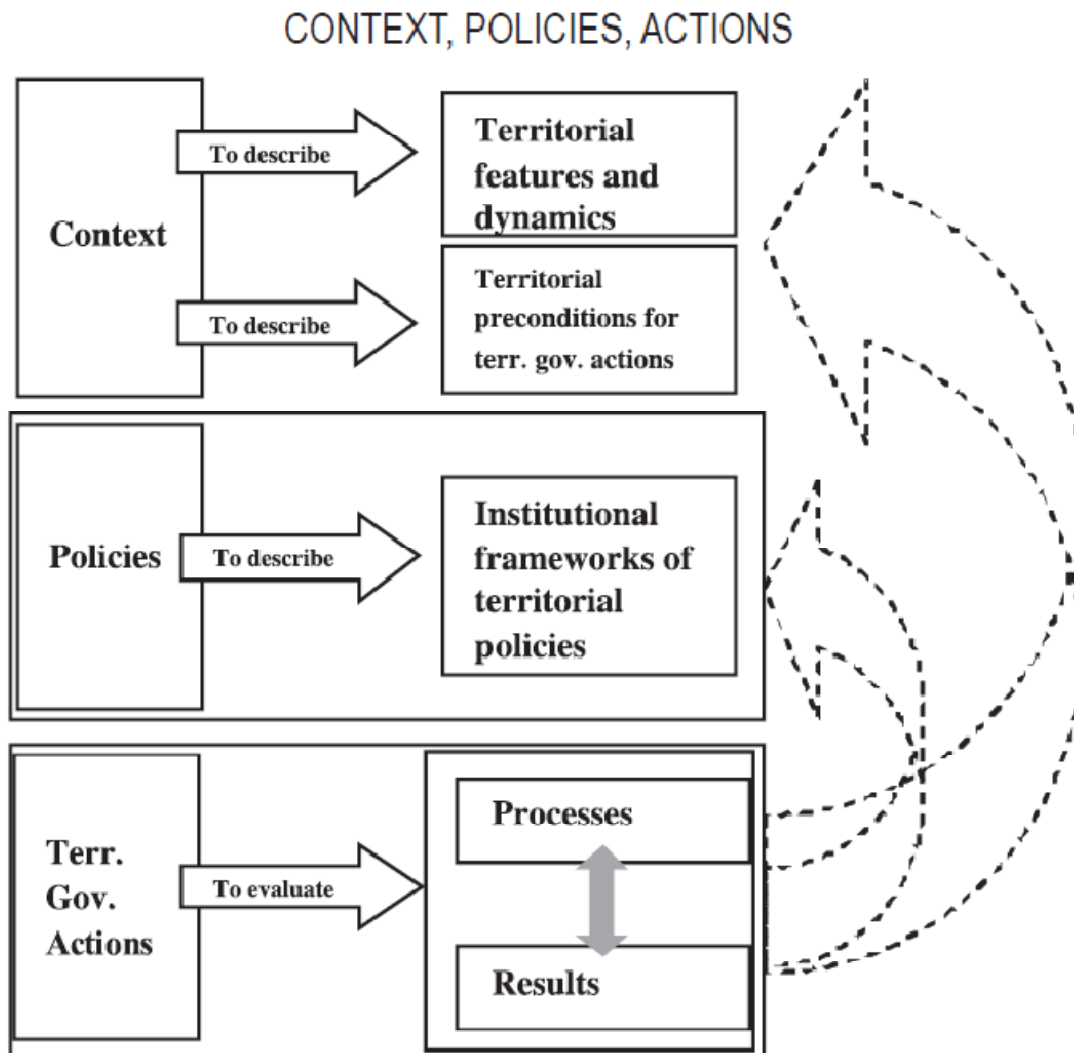 CONTEXT, POLICIES, ACTIONS
Context
To describe
Territorial
features and
dynamics
To describe
Territorial
preconditions for
terr. gov. actions
Policies
To describe
Institutional
frameworks of
territorial
policies
Terr.
Gov.
Actions
To evaluate
Processes
Results